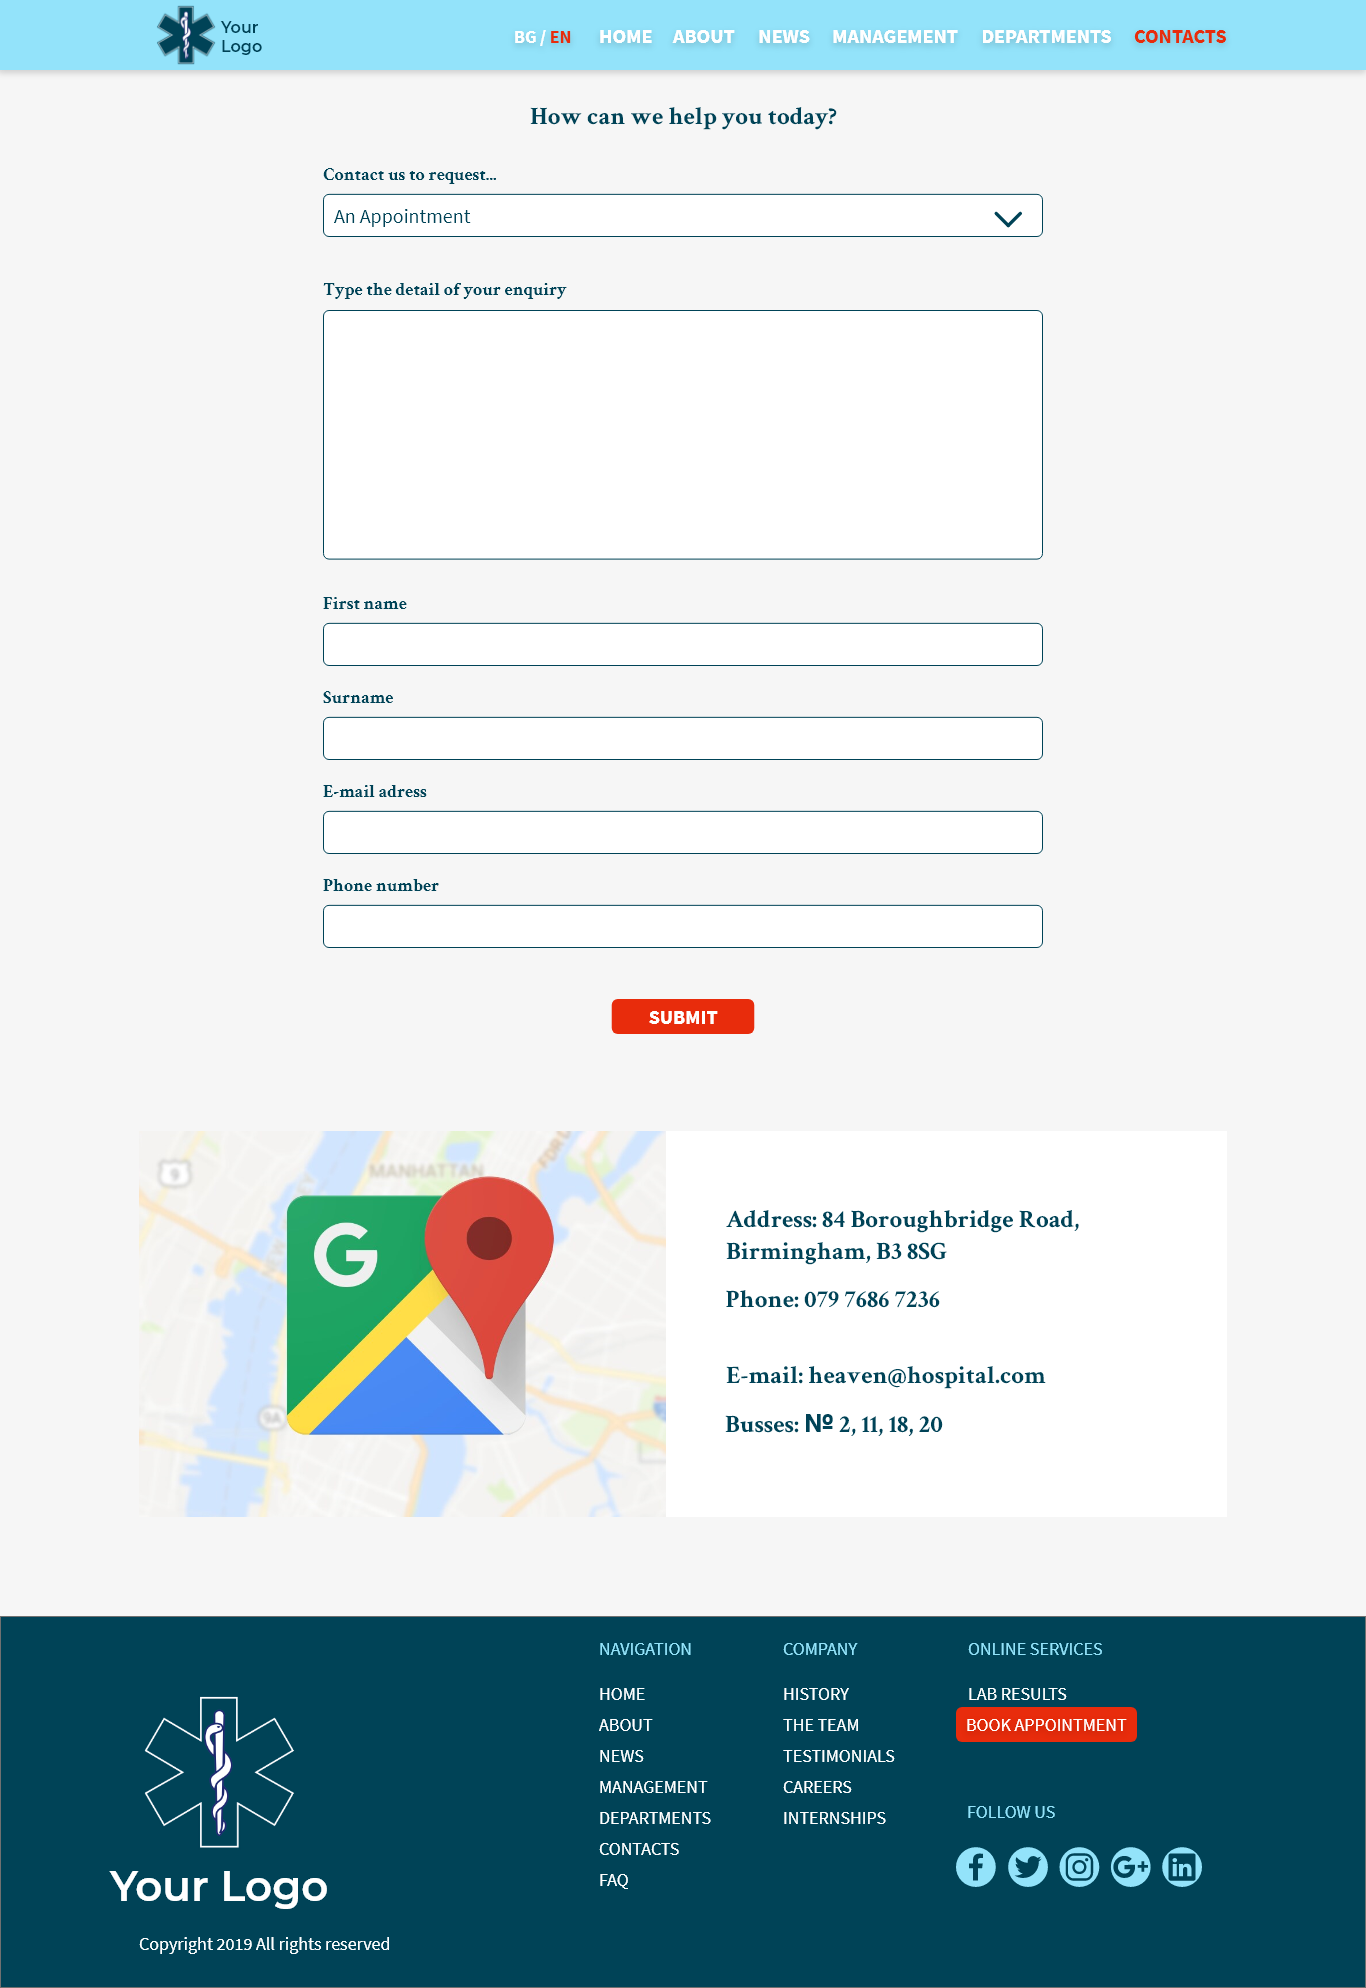 Your
Logo
BG / EN HOME ABOUT NEWS MANAGEMENT DEPARTMENTS CONTACTS
How can we help you today?
Contact us to request...
An Appointment
Type the detail of your enquiry
First name
Surname
E-mail adress
Phone number
SUBMIT
9
MANHATTAN
G
9A
Address: 84 Boroughbridge Road,
Birmingham, B3 8SG
Phone: 079 7686 7236
E-mail: heaven@hospital.com
Busses: № 2, 11, 18, 20
Your Logo
Copyright 2019 All rights reserved
NAVIGATION
HOME
ABOUT
NEWS
MANAGEMENT
DEPARTMENTS
CONTACTS
FAQ
COMPANY
HISTORY
THE TEAM
TESTIMONIALS
CAREERS
INTERNSHIPS
ONLINE SERVICES
LAB RESULTS
BOOK APPOINTMENT
FOLLOW US
f G+ in